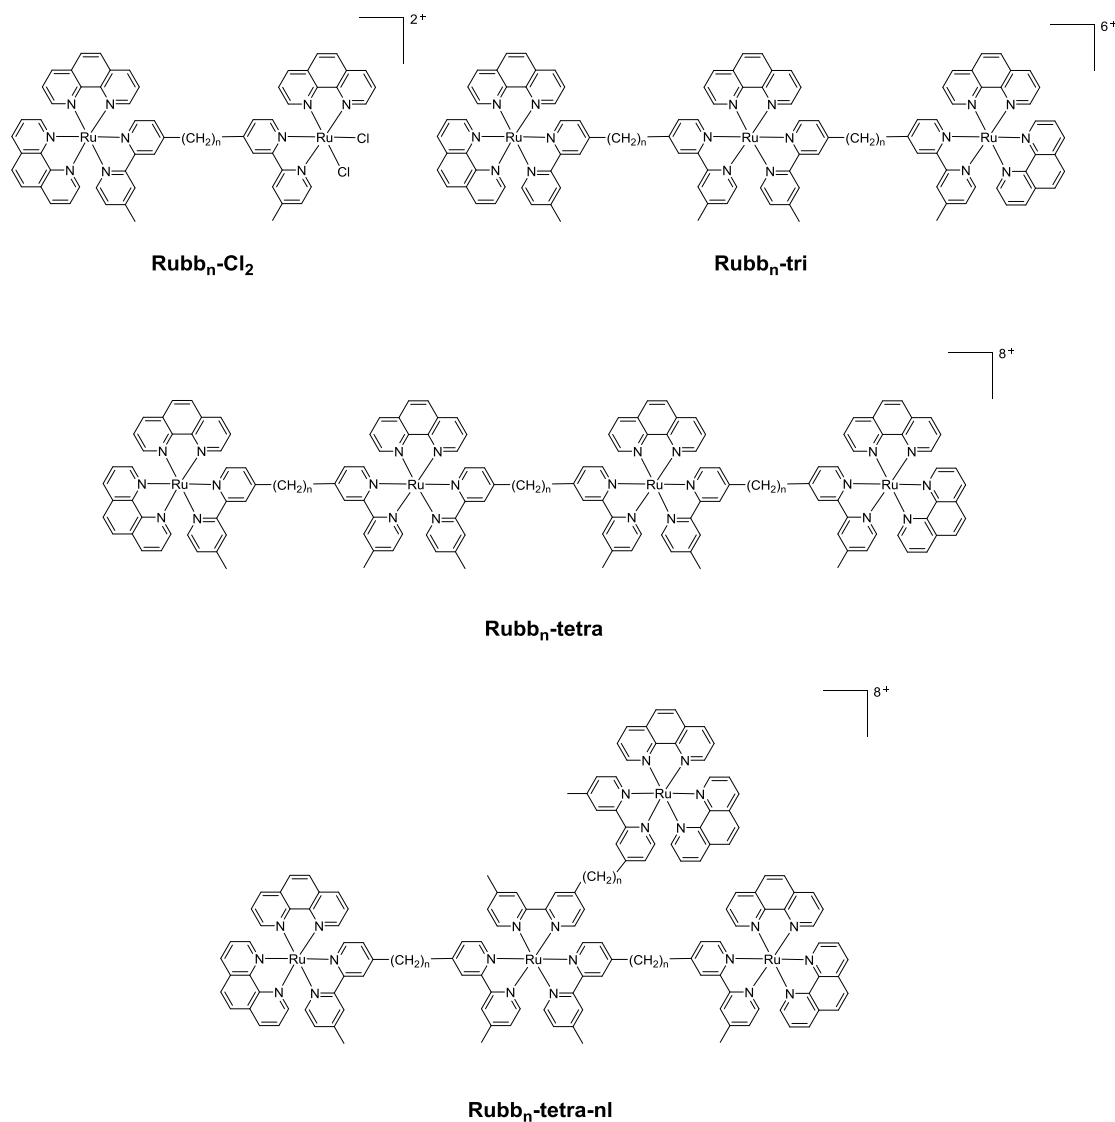 2+ 6+
N N N N N N N N N N
N Ru N (CH2)n N Ru Cl N Ru N (CH2)n N Ru N (CH2)n N Ru N
N N N Cl N N N N N N
Rubbn-Cl2 Rubbn-tri
8+
N N N N N N N N
N Ru N (CH2)n N Ru N (CH2)n N Ru N (CH2)n N Ru N
N N N N N N N N
Rubbn-tetra
8+
N N
N Ru N
N N
(CH2)n
N N N N N N
N Ru N (CH2)n N Ru N (CH2)n N Ru N
N N N N N N
Rubbn-tetra-nl